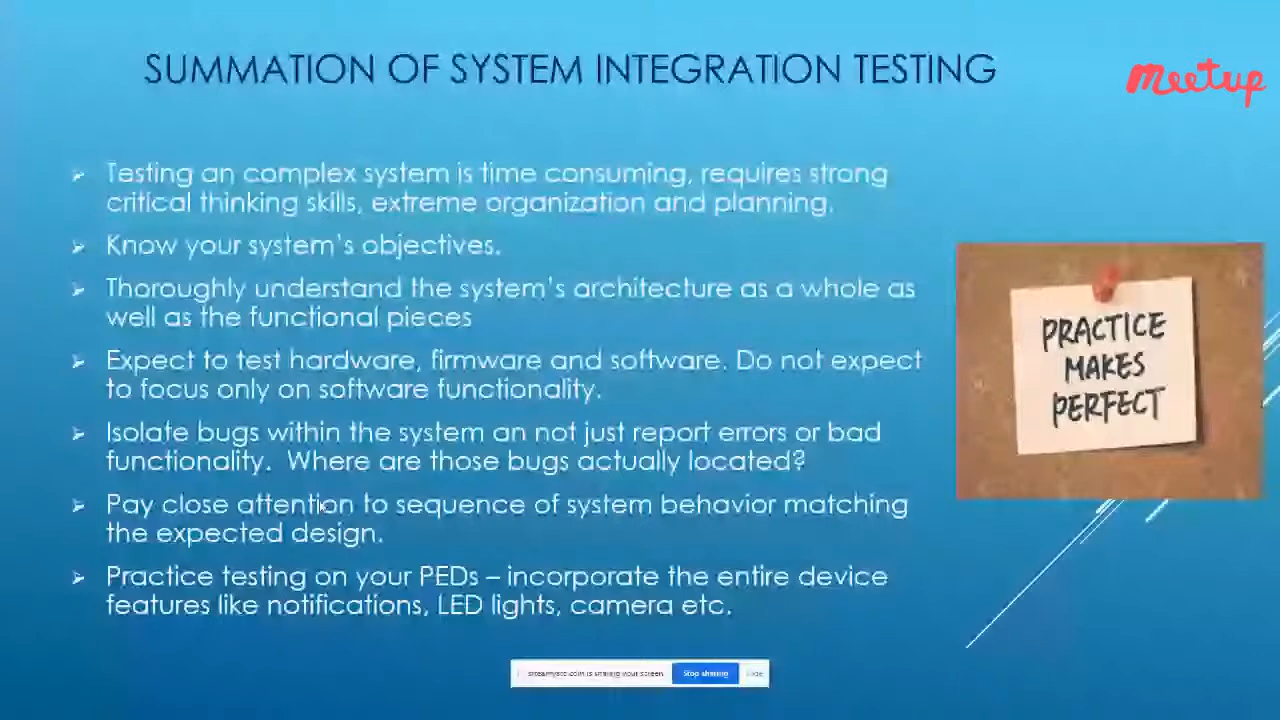 SUMMATION OF SYSTEM INTEGRATION TESTING
meetup
Testing an complex system is time consuming, requires strong
critical thinking skills, extreme organization and planning.
Know your system's objectives.
Thoroughly understand the system's architecture as a whole as
well as the functional pieces
Expect to test hardware, firmware and software. Do not expect
to focus only on software functionality.
Isolate bugs within the system an not just report errors or bad
functionality. Where are those bugs actually located?
Pay close attention to sequence of system behavior matching
the expected design.
Practice testing on your PEDs – incorporate the entire device
features like notifications, LED lights, camera etc.
PRACTICE
MAKES
PERFECT
is sharing your screen Stop sharing Hide